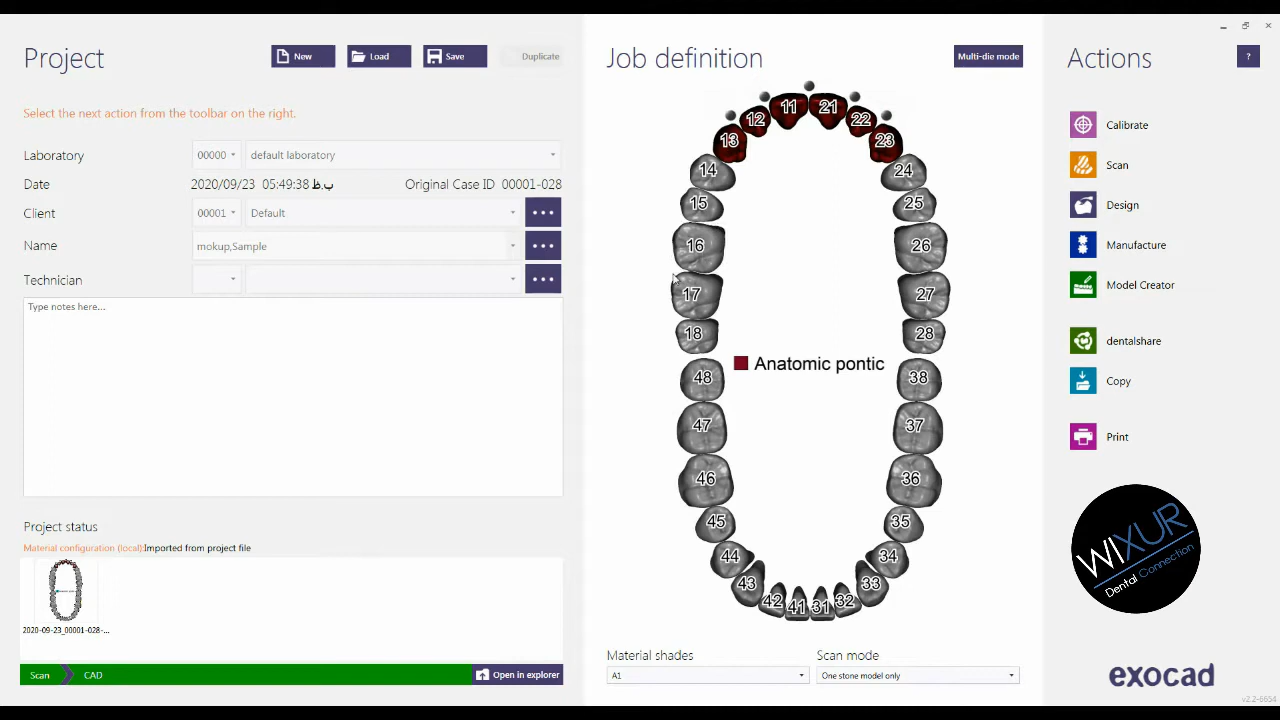 Project
New
Load
Save
Duplicate
Select the next action from the toolbar on the right.
Laboratory
00000
default laboratory
Date
2020/09/23 05:49:38 ب.ظ
Original Case ID 00001-028
Client
00001
Default
Name
mokup,Sample
Technician
Type notes here...
Project status
Material configuration (local):Imported from project file
2020-09-23_00001-028-...
Scan
CAD
Open in explorer
Job definition
Multi-die mode
11 21
12 22
13 23
14 24
15 25
16 26
17 27
18 28
Anatomic pontic
48 38
47 37
46 36
45 35
44 34
43 33
42 41 31 32
Material shades
A1
Scan mode
One stone model only
Actions
?
Calibrate
Scan
Design
Manufacture
Model Creator
dentalshare
Copy
Print
WIXUR
Dental Connection
exocad
v2.2-6654